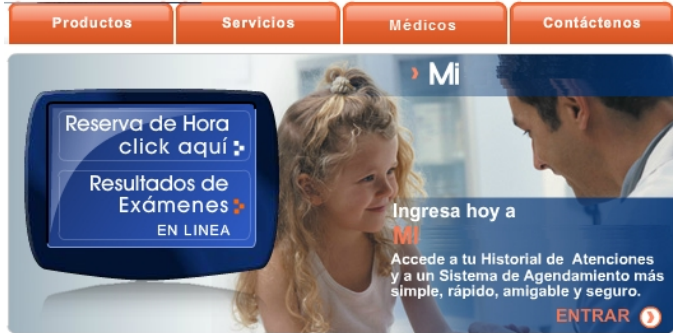 Productos
Servicios
Médicos
Contáctenos
Mi
Reserva de Hora
click aquí
Resultados de
Exámenes
EN LINEA
Ingresa hoy a
MI
Accede a tu Historial de Atenciones
y a un Sistema de Agendamiento más
simple, rápido, amigable y seguro.
ENTRAR